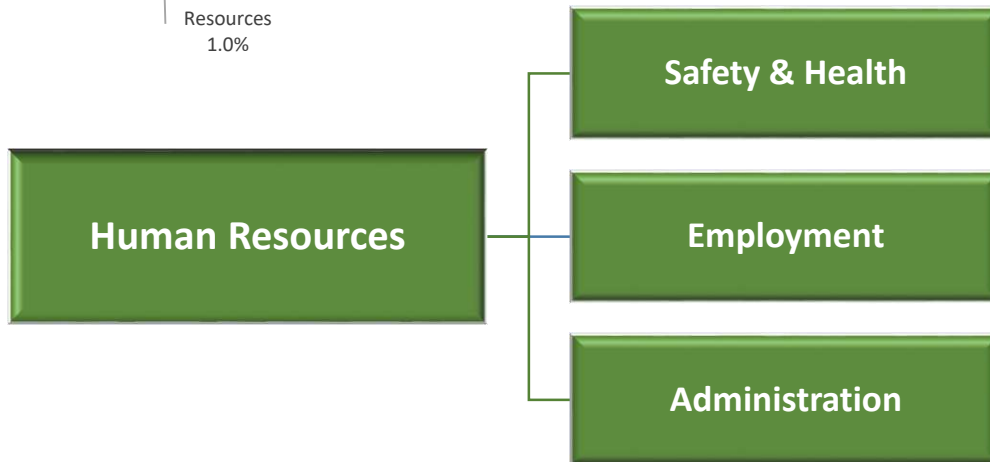 Resources
1.0%
Safety & Health
Human Resources
Employment
Administration